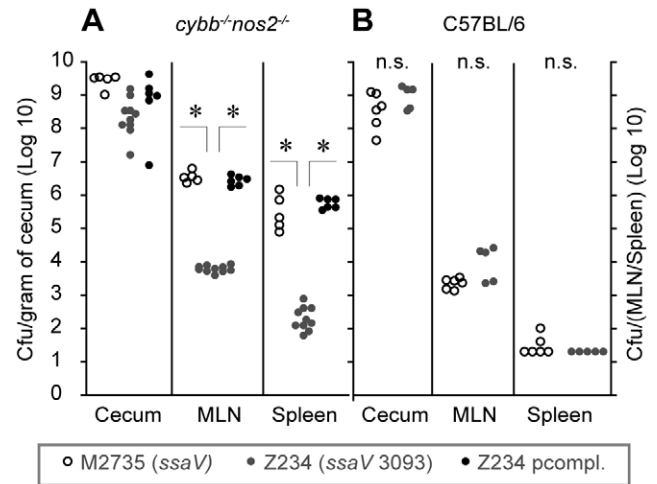 A cybb-/-nos2-/- B C57BL/6
n.s. n.s. n.s.
* *
* *
Cfu/gram of cecum (Log 10)
10
9
8
7
6
5
4
3
2
1
0
Cfu/(MLN/Spleen) (Log 10)
Cecum MLN Spleen Cecum MLN Spleen
M2735 (ssaV) Z234 (ssaV 3093) Z234 pcompl.